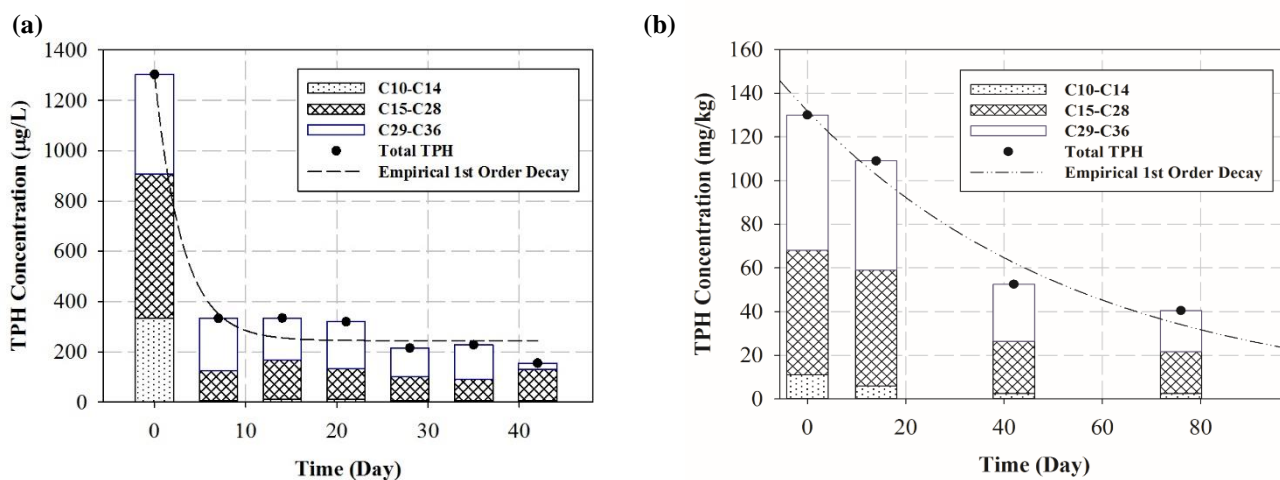 (a)
1400
1200
1000
800
600
400
200
0
TPH Concentration (µg/L)
C10-C14
C15-C28
C29-C36
Total TPH
Empirical 1st Order Decay
0 10 20 30 40
Time (Day)
(b)
160
140
120
100
80
60
40
20
0
TPH Concentration (mg/kg)
C10-C14
C15-C28
C29-C36
Total TPH
Empirical 1st Order Decay
0 20 40 60 80
Time (Day)